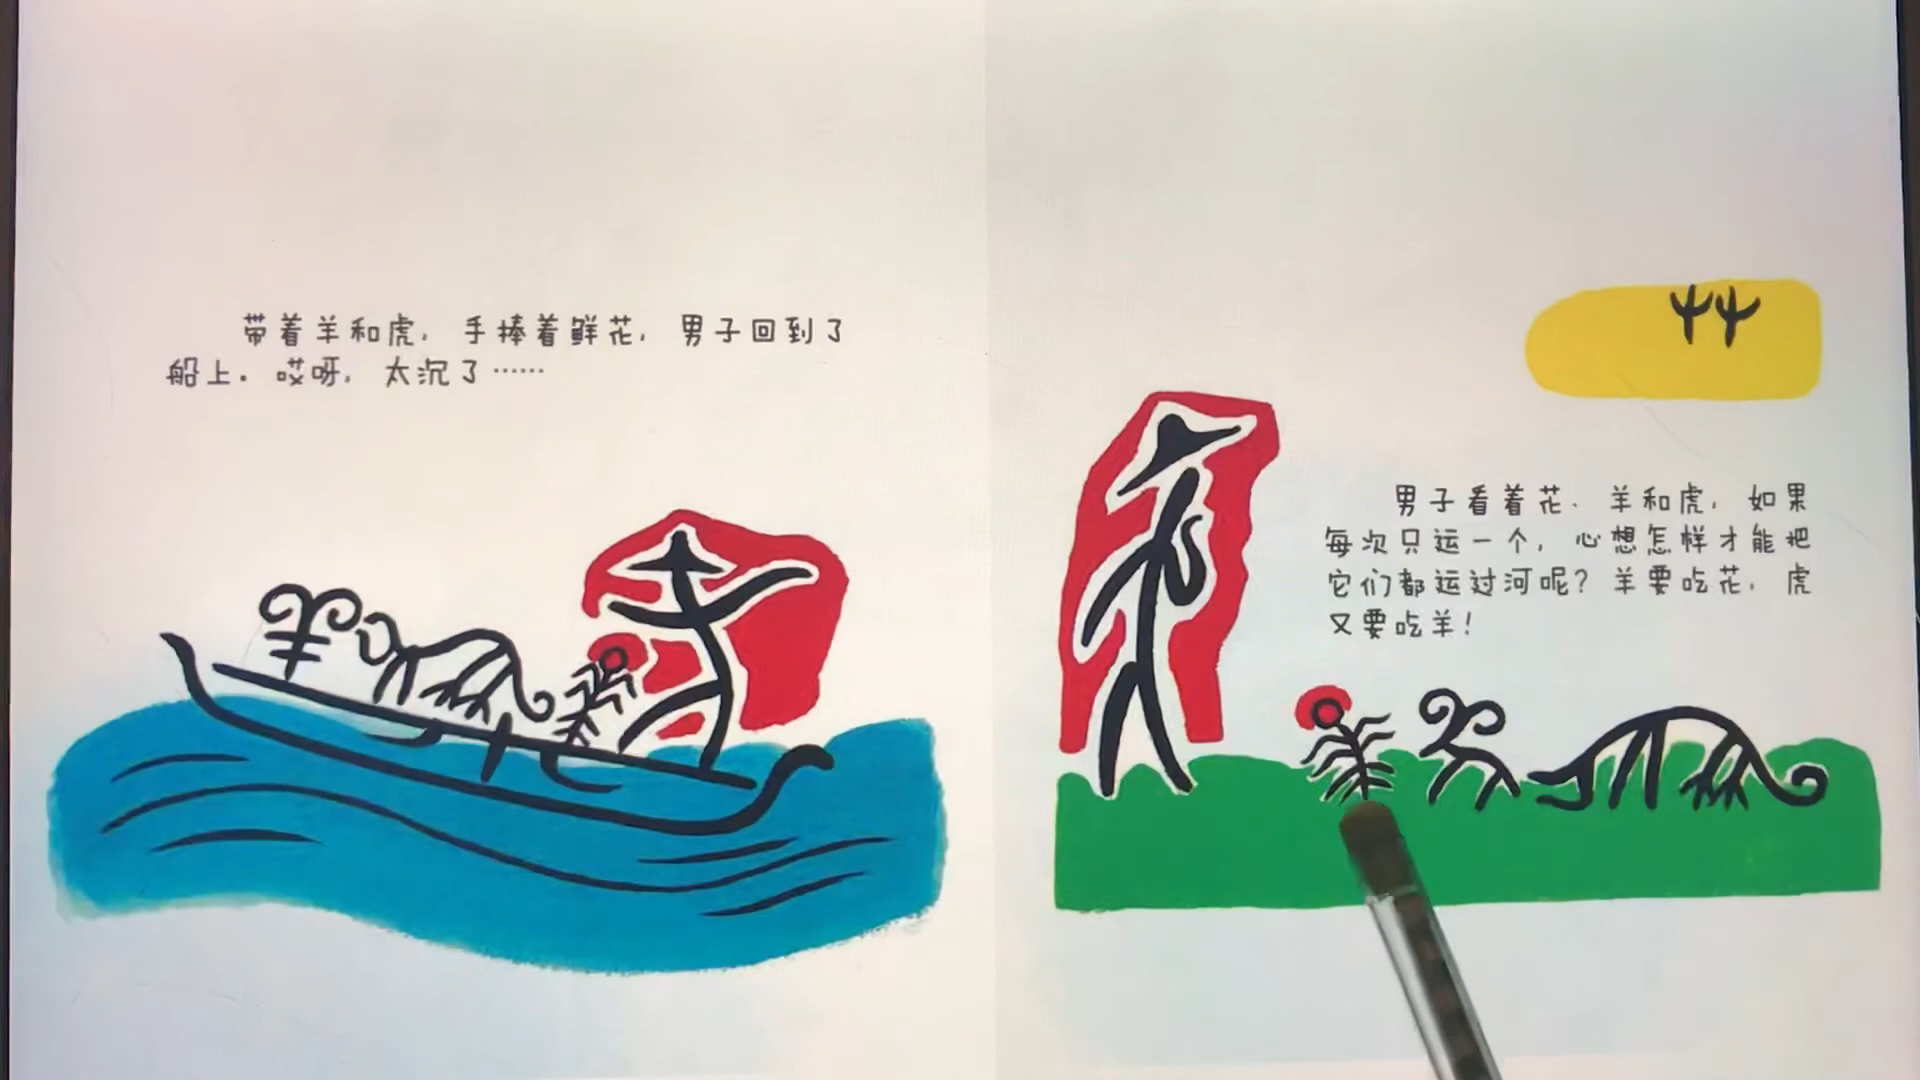 带着羊和虎，手捧着鲜花，男子回到了
船上。哎呀，太沉了……
男子看着花、羊和虎，如果
每次只运一个，心想怎样才能把
它们都运过河呢？羊要吃花，虎
又要吃羊！